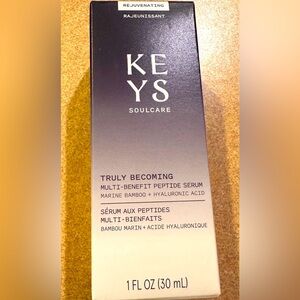 REJUVENATING
RAJEUNISSANT
KE
YS
SOULCARE
TRULY BECOMING
MULTI-BENEFIT PEPTIDE SERUM
MARINE BAMBOO + HYALURONIC ACID
SÉRUM AUX PEPTIDES
MULTI-BIENFAITS
BAMBOU MARIN + ACIDE HYALURONIQUE
1 FL OZ (30 mL)